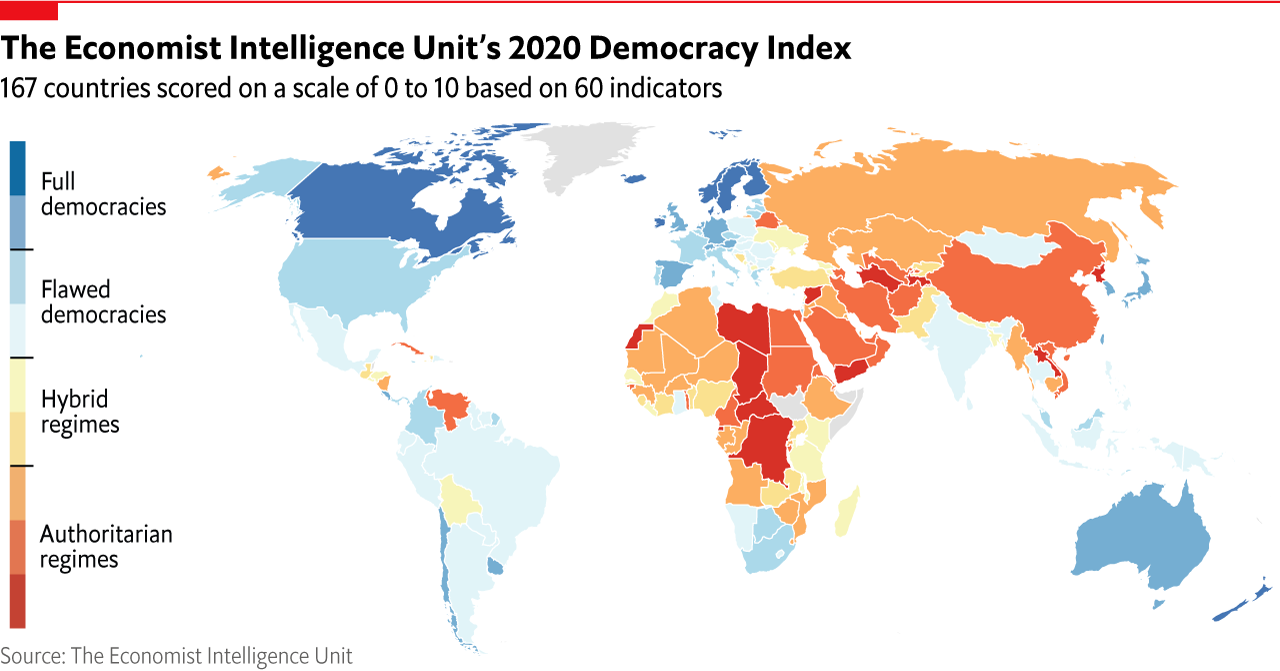 The Economist Intelligence Unit's 2020 Democracy Index
167 countries scored on a scale of 0 to 10 based on 60 indicators
Full
democracies
Flawed
democracies
Hybrid
regimes
Authoritarian
regimes
Source: The Economist Intelligence Unit